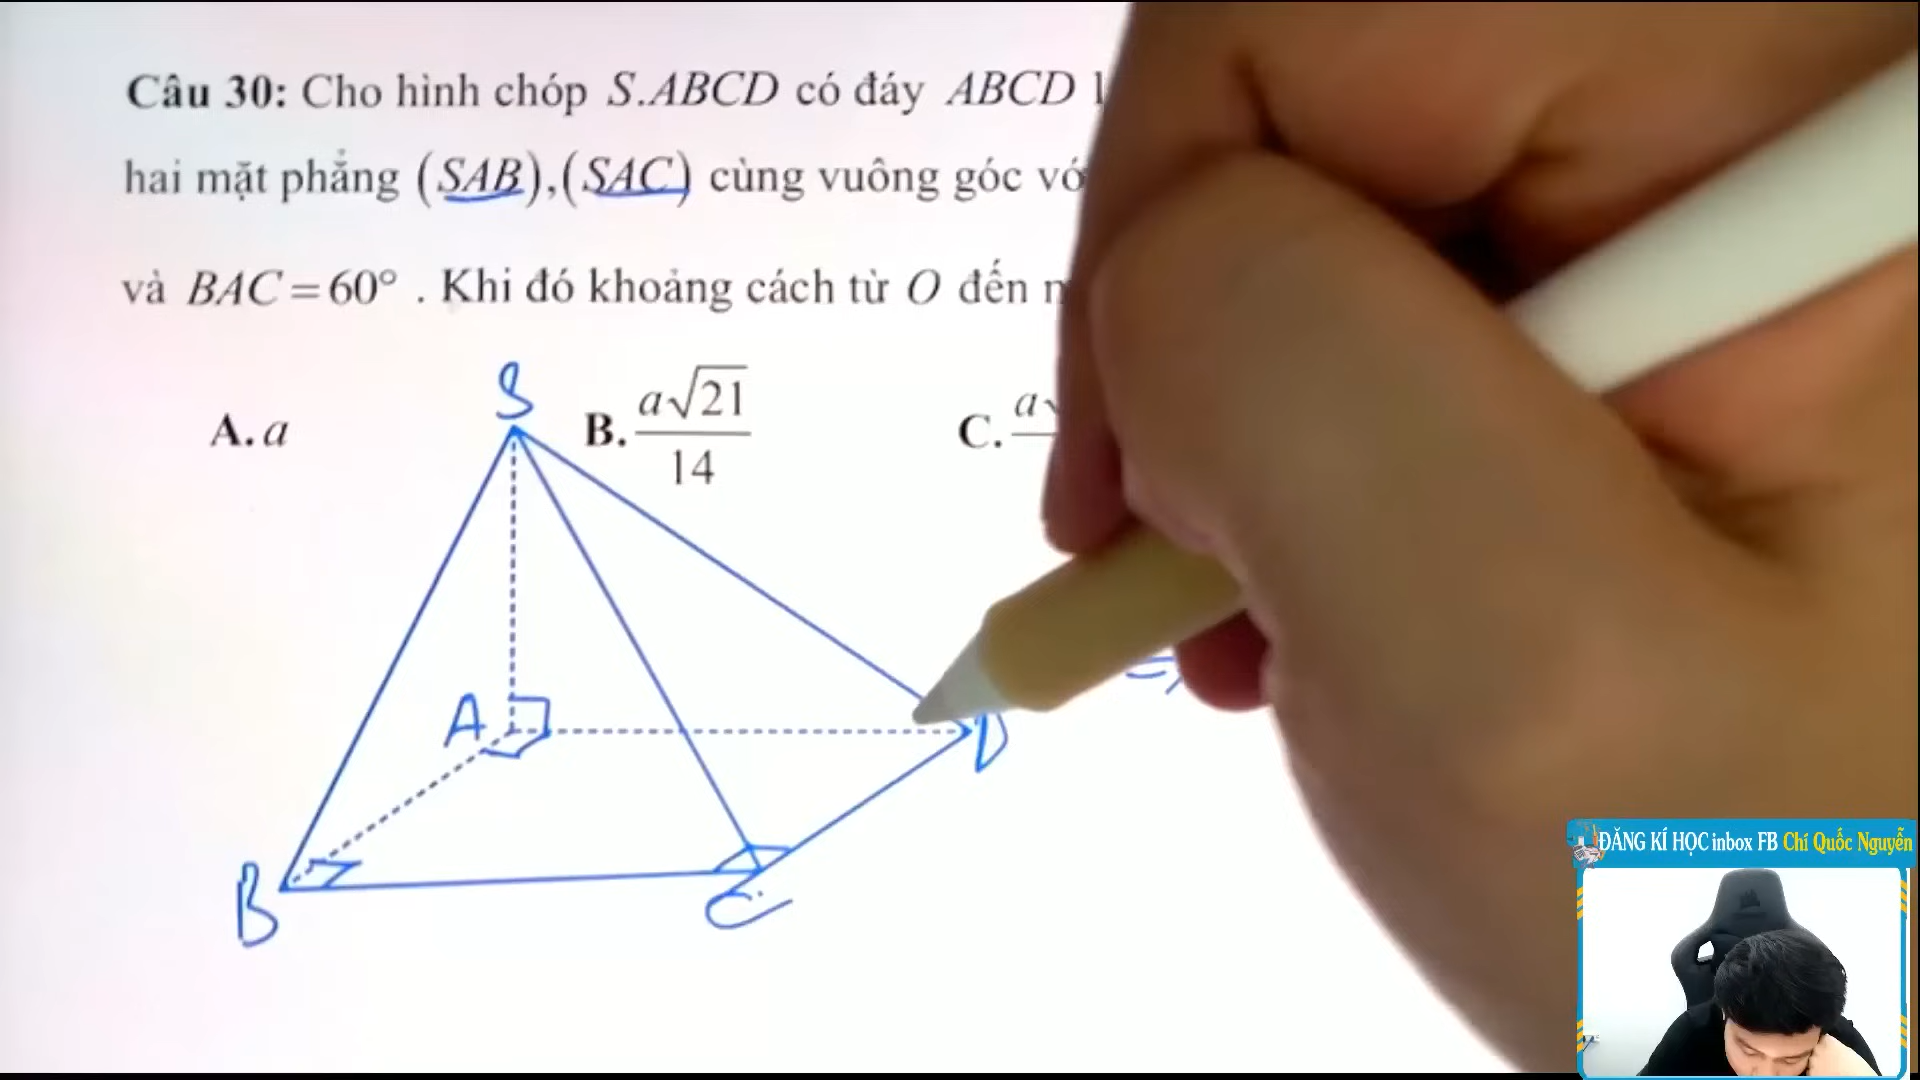 Câu 30: Cho hình chóp S.ABCD có đáy ABCD
hai mặt phẳng (SAB),(SAC) cùng vuông góc
và BAC = 60° . Khi đó khoảng cách từ O đến
A. a
B. a√21/14
C. a
S
A
D
B
C
ĐĂNG KÍ HỌC inbox FB Chí Quốc Nguyễn